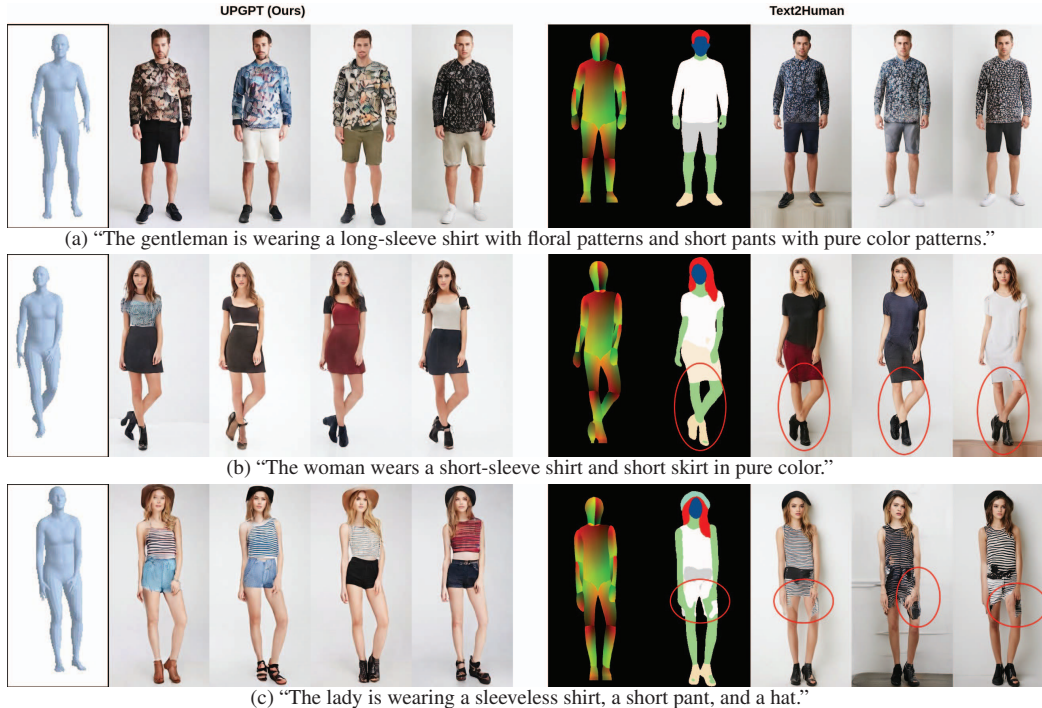 UPGPT (Ours)
Text2Human
(a) “The gentleman is wearing a long-sleeve shirt with floral patterns and short pants with pure color patterns.”
(b) “The woman wears a short-sleeve shirt and short skirt in pure color.”
(c) “The lady is wearing a sleeveless shirt, a short pant, and a hat.”